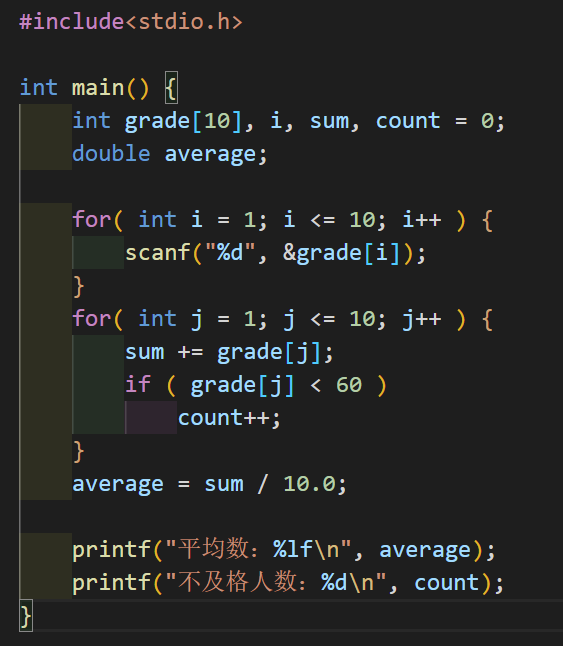 #include<stdio.h>
int main() {
int grade[10], i, sum, count = 0;
double average;
for( int i = 1; i <= 10; i++ ) {
scanf("%d", &grade[i]);
}
for( int j = 1; j <= 10; j++ ) {
sum += grade[j];
if ( grade[j] < 60 )
count++;
}
average = sum / 10.0;
printf("平均数：%lf\n", average);
printf("不及格人数：%d\n", count);
}